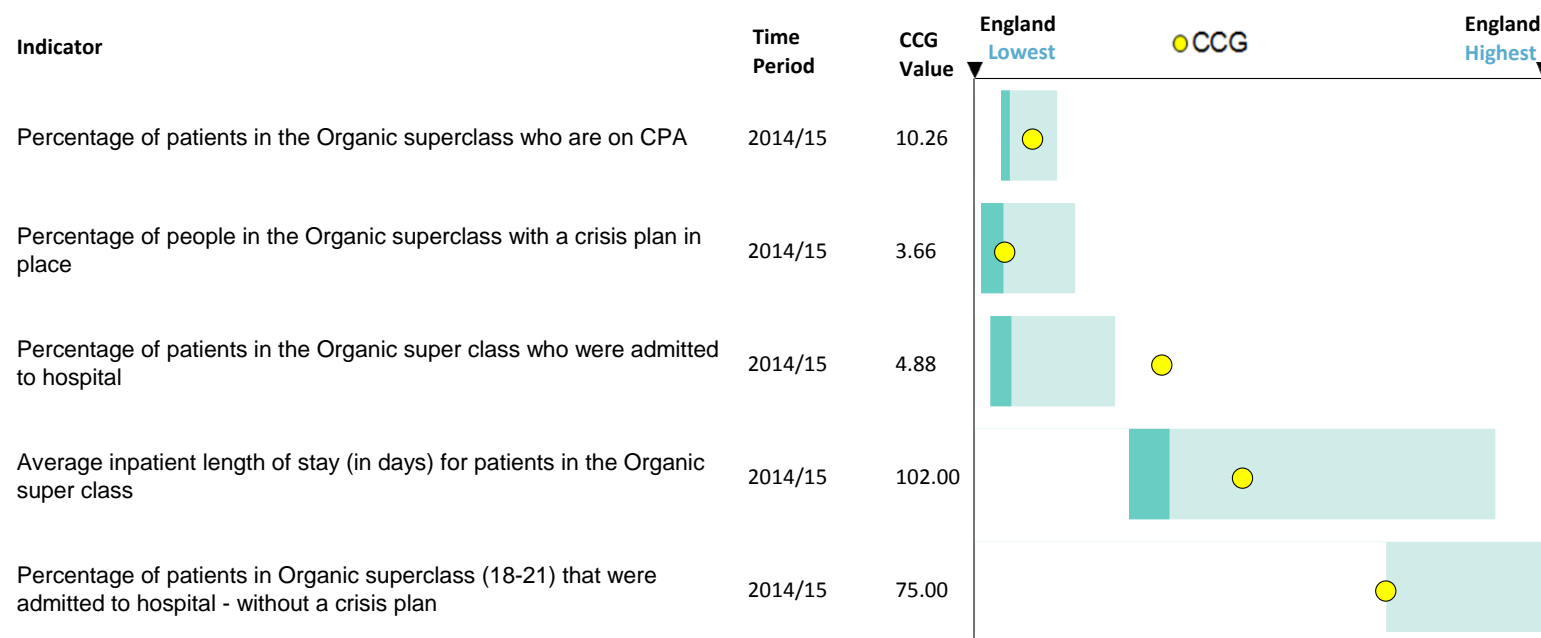 Indicator
Time
Period
CCG
Value
England
Lowest
CCG
England
Highest
Percentage of patients in the Organic superclass who are on CPA
2014/15
10.26
Percentage of people in the Organic superclass with a crisis plan in
place
2014/15
3.66
Percentage of patients in the Organic super class who were admitted
to hospital
2014/15
4.88
Average inpatient length of stay (in days) for patients in the Organic
super class
2014/15
102.00
Percentage of patients in Organic superclass (18-21) that were
admitted to hospital - without a crisis plan
2014/15
75.00